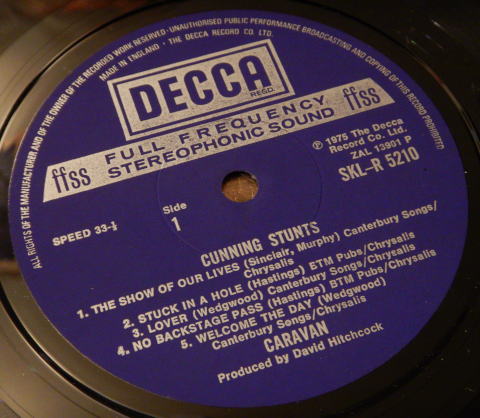 ALL RIGHTS OF THE MANUFACTURER AND OF THE OWNER OF THE RECORDED WORK RESERVED · UNAUTHORISED PUBLIC PERFORMANCE BROADCASTING AND COPYING OF THIS RECORD PROHIBITED
MADE IN ENGLAND · THE DECCA RECORD CO. LTD.
DECCA
REGD.
ffss FULL FREQUENCY ffss
STEREOPHONIC SOUND
℗ 1975 The Decca
Record Co. Ltd.
ZAL 13901 P
SKL-R 5210
SPEED 33-⅓
Side
1
CUNNING STUNTS
1. THE SHOW OF OUR LIVES (Sinclair, Murphy) Canterbury Songs/
Chrysalis
2. STUCK IN A HOLE (Hastings) BTM Pubs/Chrysalis
3. LOVER (Wedgwood) Canterbury Songs/Chrysalis
4. NO BACKSTAGE PASS (Hastings) BTM Pubs/Chrysalis
5. WELCOME THE DAY (Wedgwood)
Canterbury Songs/Chrysalis
CARAVAN
Produced by David Hitchcock